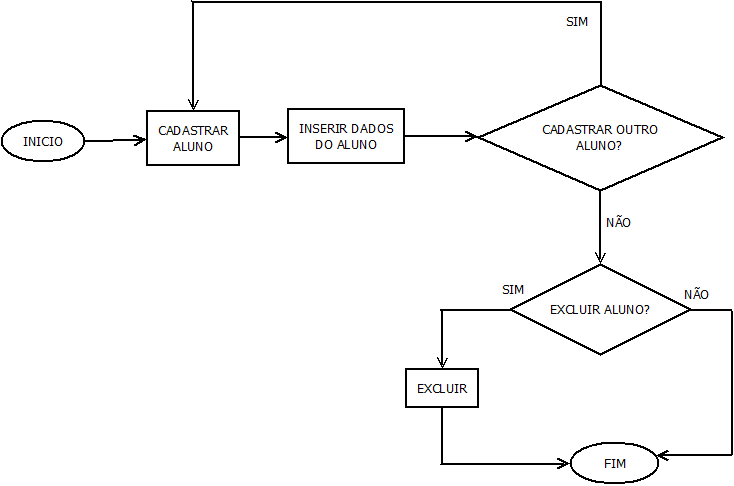 SIM
INICIO
CADASTRAR
ALUNO
INSERIR DADOS
DO ALUNO
CADASTRAR OUTRO
ALUNO?
NÃO
SIM
NÃO
EXCLUIR ALUNO?
EXCLUIR
FIM